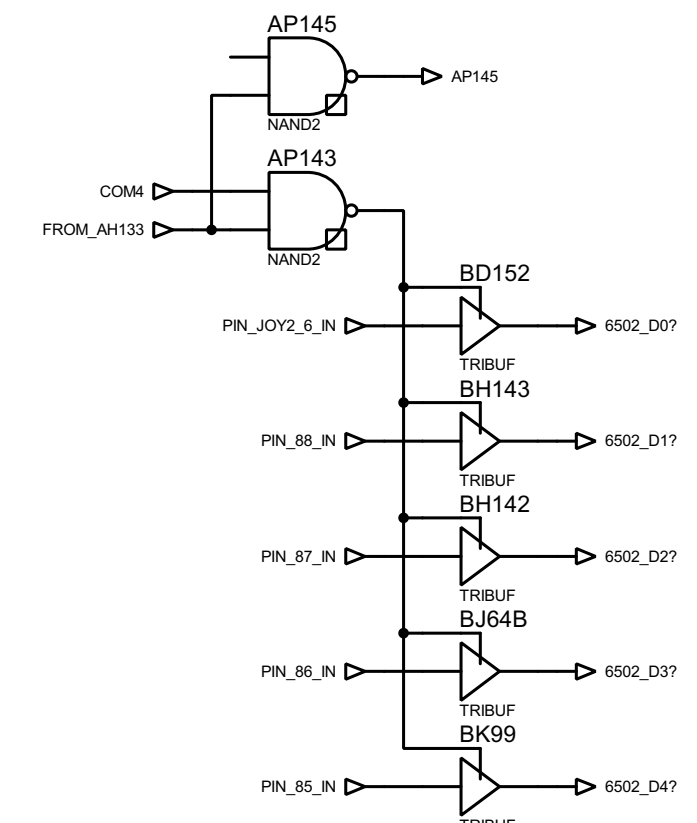 AP145
AP145
NAND2
AP143
COM4
FROM_AH133
NAND2
BD152
PIN_JOY2_6_IN
6502_D0?
TRIBUF
BH143
PIN_88_IN
6502_D1?
TRIBUF
BH142
PIN_87_IN
6502_D2?
TRIBUF
BJ64B
PIN_86_IN
6502_D3?
TRIBUF
BK99
PIN_85_IN
6502_D4?
TRIBUF